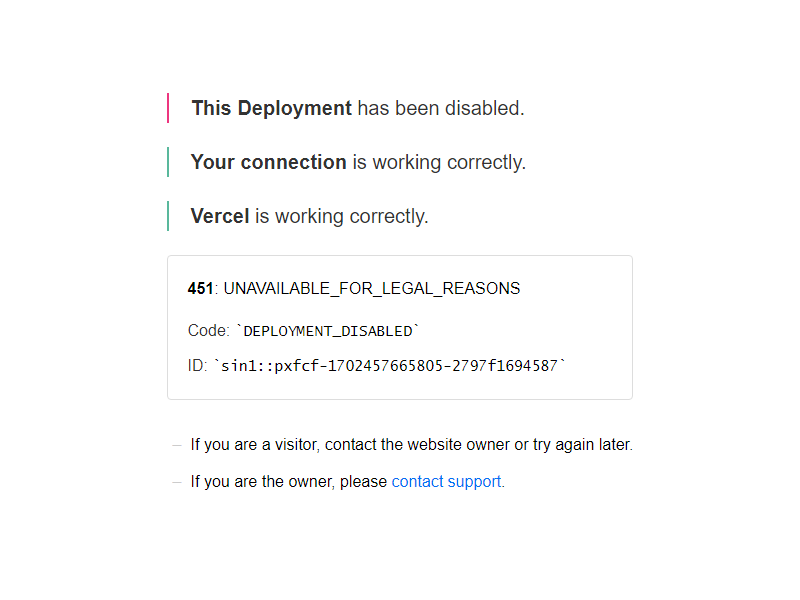 This Deployment has been disabled.
Your connection is working correctly.
Vercel is working correctly.
451: UNAVAILABLE_FOR_LEGAL_REASONS
Code: `DEPLOYMENT_DISABLED`
ID: `sin1::pxfcf-1702457665805-2797f1694587`
– If you are a visitor, contact the website owner or try again later.
– If you are the owner, please contact support.